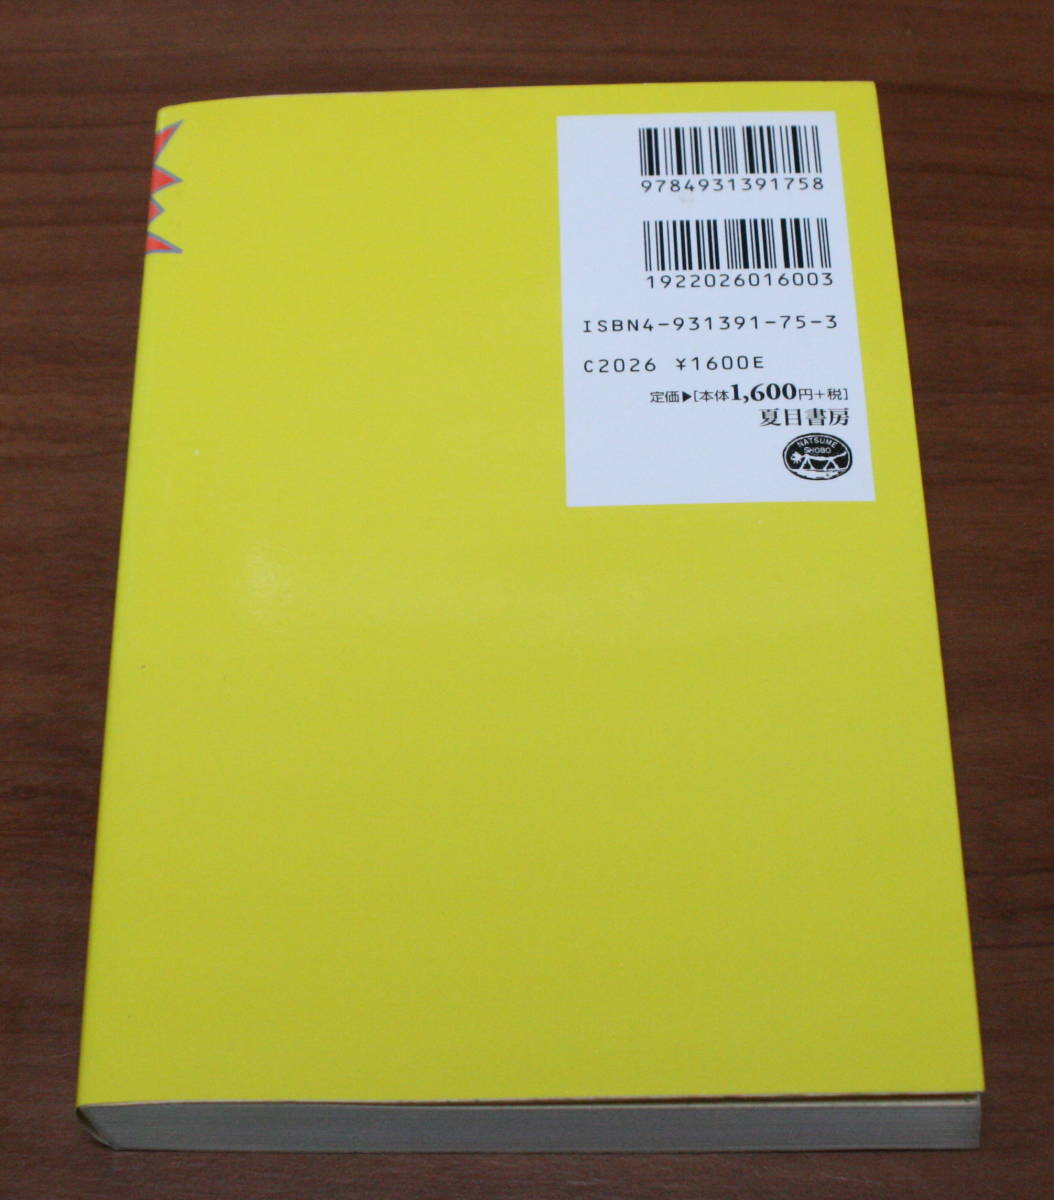 9784931391758
1922026016003
ISBN4-931391-75-3
C2026 ¥1600E
定価▶[本体1,600円+税]
夏目書房
NATSUME
SHOBO